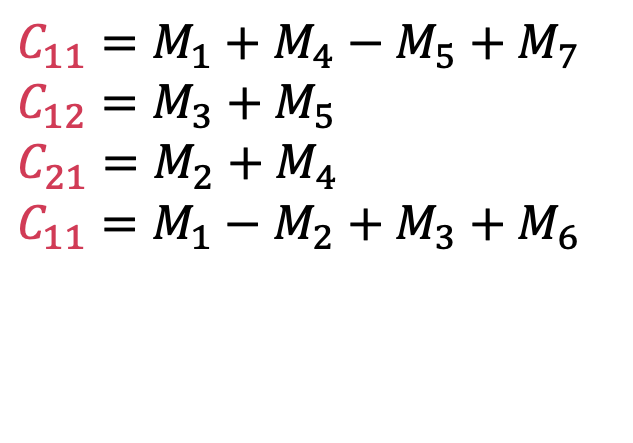 C₁₁ = M₁ + M₄ − M₅ + M₇
C₁₂ = M₃ + M₅
C₂₁ = M₂ + M₄
C₁₁ = M₁ − M₂ + M₃ + M₆